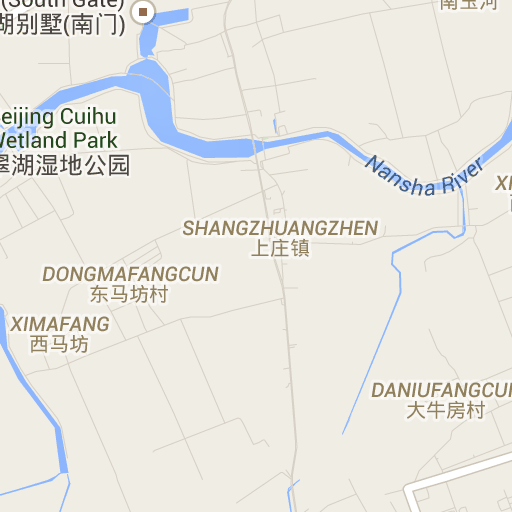 (South Gate)
湖别墅(南门)
南玉河
Beijing Cuihu
Wetland Park
翠湖湿地公园
Nansha River
SHANGZHUANGZHEN
上庄镇
DONGMAFANGCUN
东马坊村
XIMAFANG
西马坊
DANIUFANGCUN
大牛房村